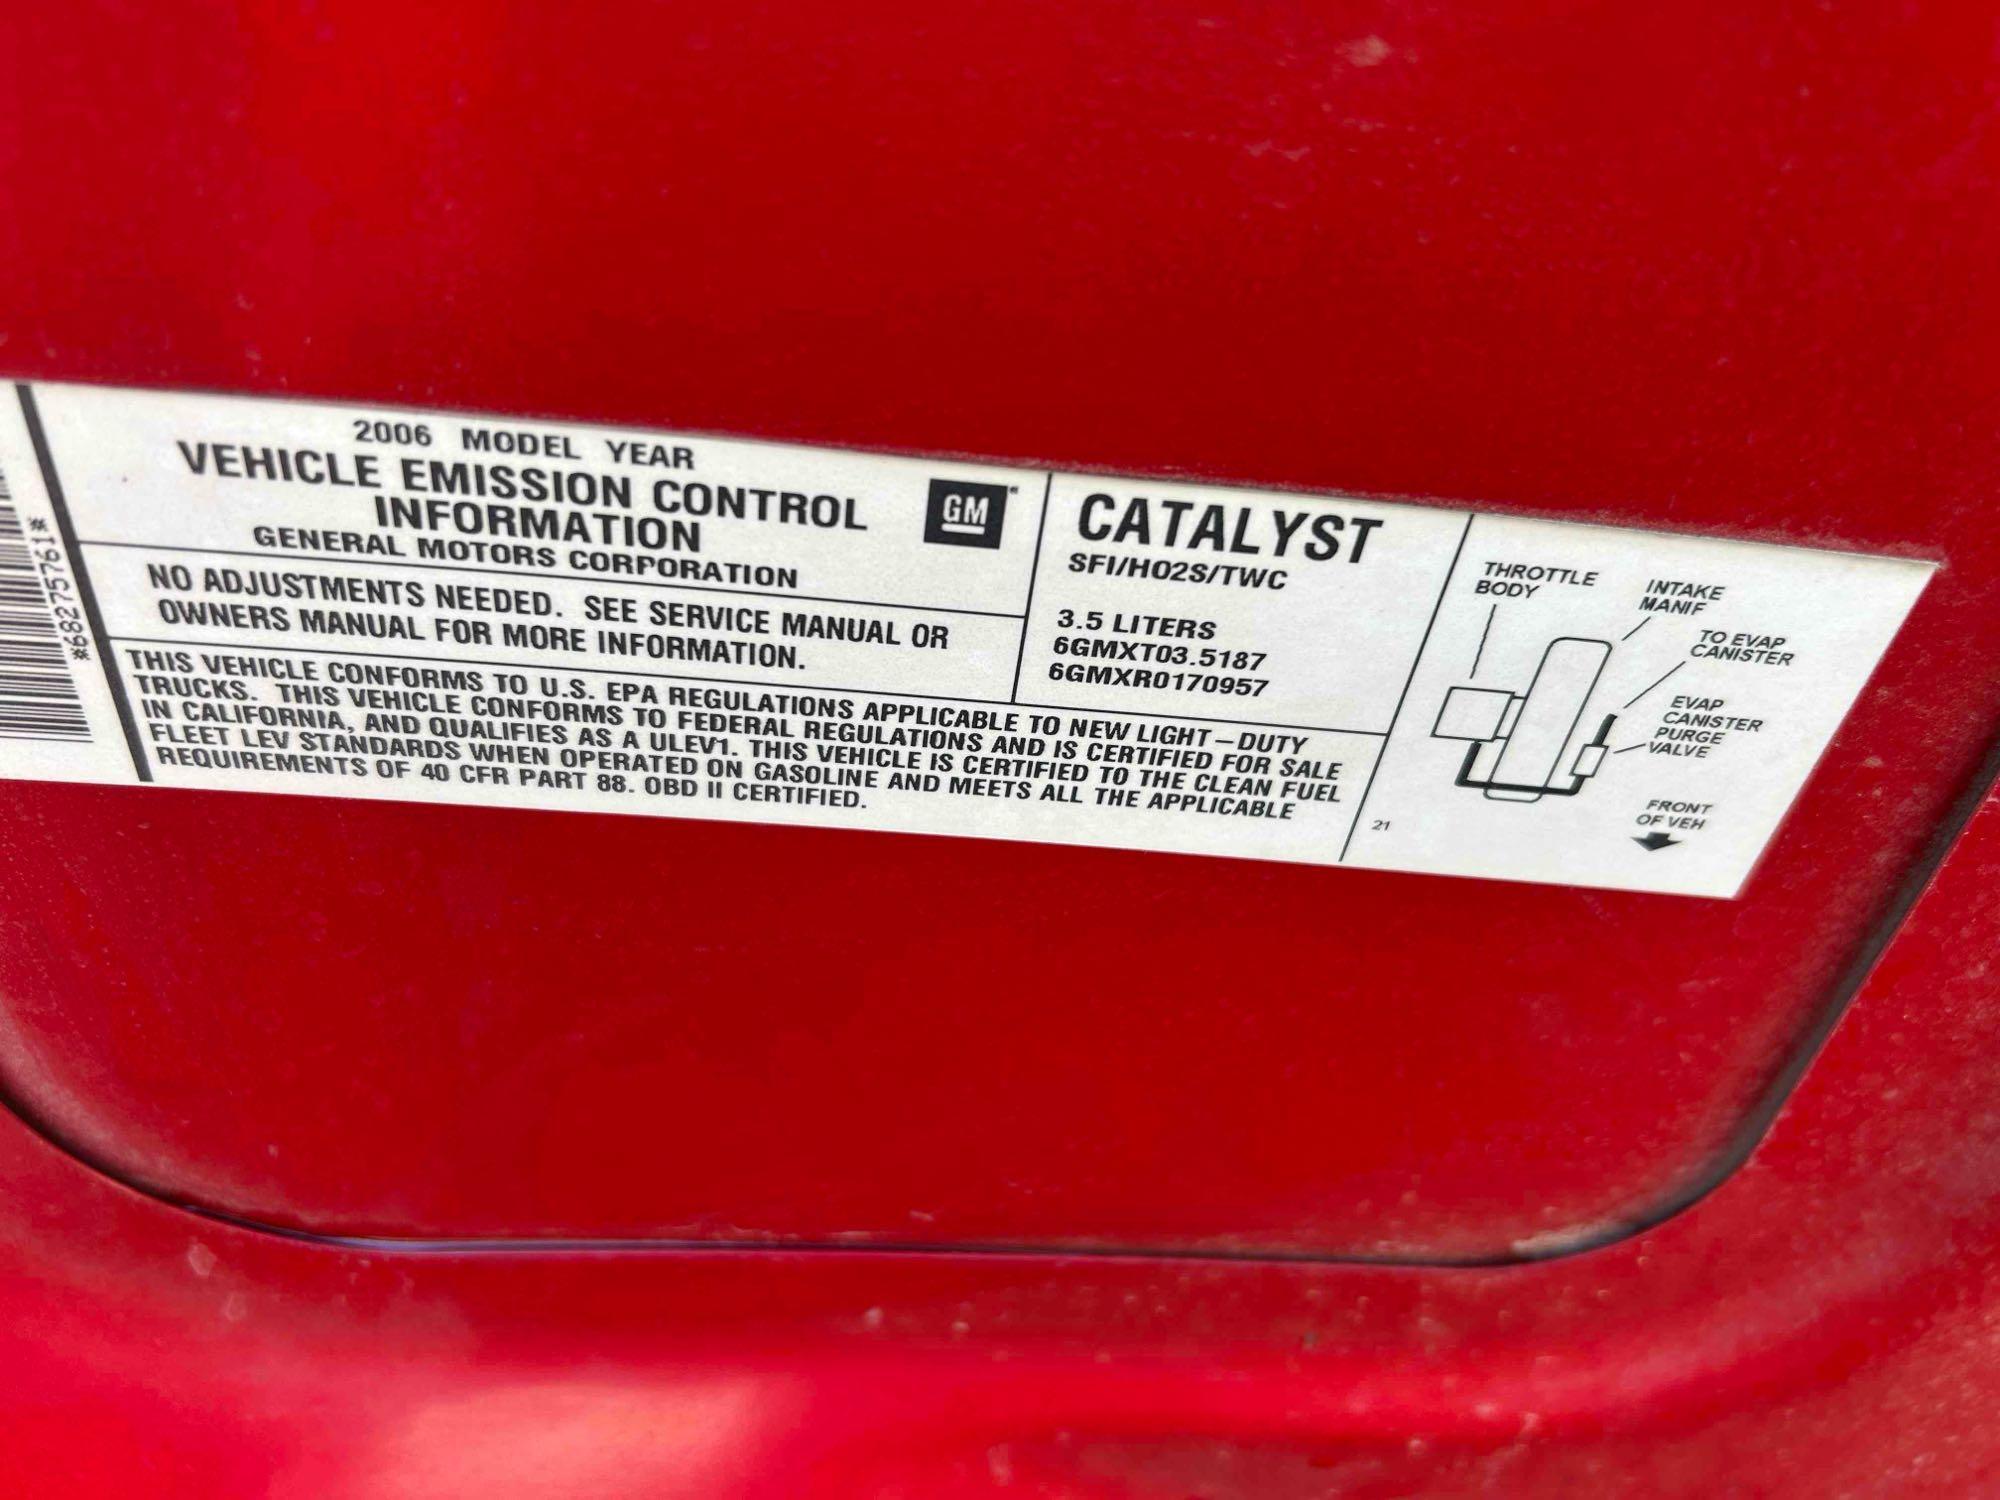 *68275761*
2006 MODEL YEAR
VEHICLE EMISSION CONTROL
INFORMATION
GENERAL MOTORS CORPORATION
GM
NO ADJUSTMENTS NEEDED. SEE SERVICE MANUAL OR
OWNERS MANUAL FOR MORE INFORMATION.
THIS VEHICLE CONFORMS TO U.S. EPA REGULATIONS APPLICABLE TO NEW LIGHT-DUTY
TRUCKS. THIS VEHICLE CONFORMS TO FEDERAL REGULATIONS AND IS CERTIFIED FOR SALE
IN CALIFORNIA, AND QUALIFIES AS A ULEV1. THIS VEHICLE IS CERTIFIED TO THE CLEAN FUEL
FLEET LEV STANDARDS WHEN OPERATED ON GASOLINE AND MEETS ALL THE APPLICABLE
REQUIREMENTS OF 40 CFR PART 88. OBD II CERTIFIED.
CATALYST
SFI/HO2S/TWC
3.5 LITERS
6GMXT03.5187
6GMXR0170957
THROTTLE
BODY
INTAKE
MANIF
TO EVAP
CANISTER
EVAP
CANISTER
PURGE
VALVE
FRONT
OF VEH
21